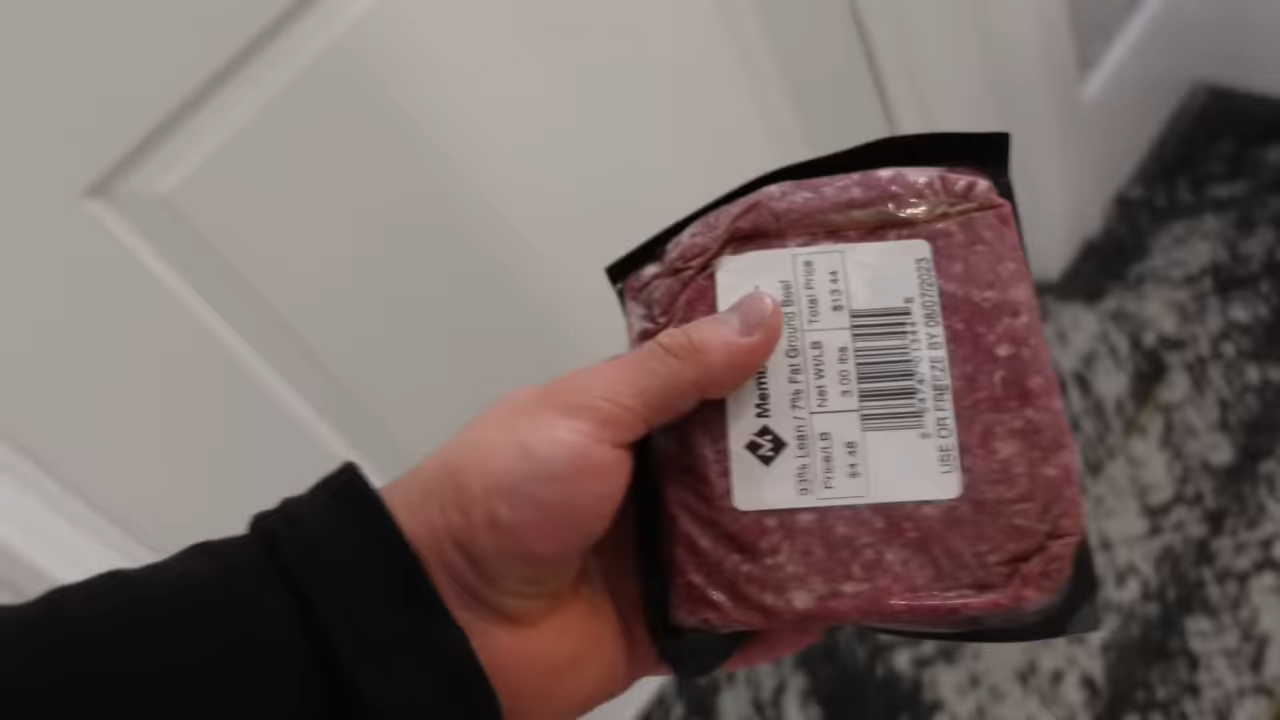 Memb
93% Lean / 7% Fat Ground Beef
Price/LB Net Wt/LB Total Price
$4.48 3.00 lbs $13.44
USE OR FREEZE BY 08/07/2023